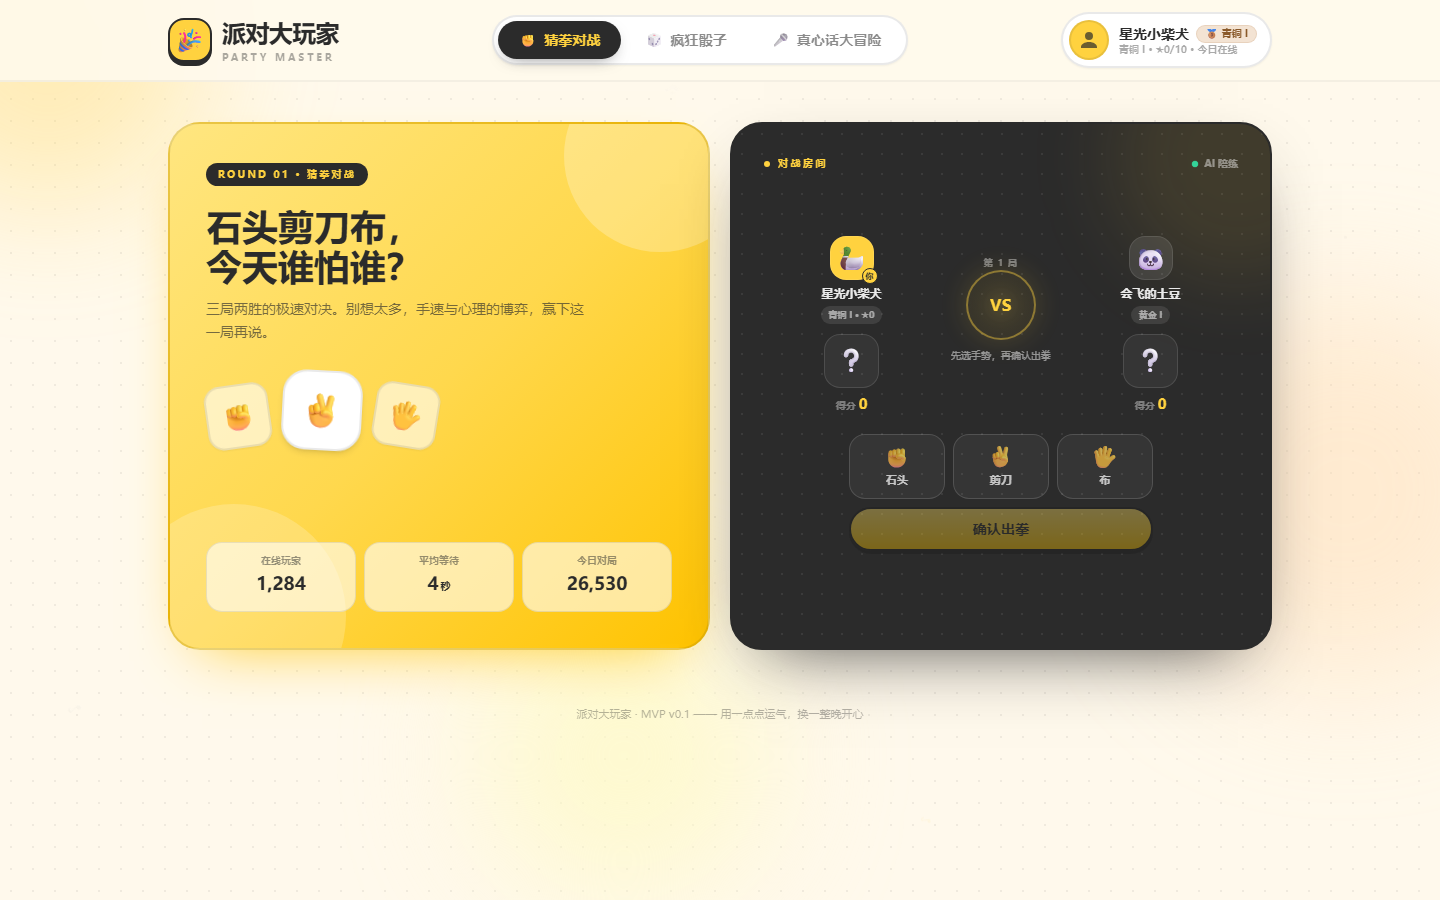 派对大玩家
PARTY MASTER
猜拳对战
疯狂骰子
真心话大冒险
星光小柴犬
青铜 I
青铜 I • ★0/10 • 今日在线
ROUND 01 • 猜拳对战
石头剪刀布，
今天谁怕谁？
三局两胜的极速对决。别想太多，手速与心理的博弈，赢下这
一局再说。
在线玩家
1,284
平均等待
4秒
今日对局
26,530
对战房间
AI 陪练
你
星光小柴犬
青铜 I • ★0
?
得分 0
第 1 局
VS
先选手势，再确认出拳
会飞的土豆
黄金 I
?
得分 0
石头
剪刀
布
确认出拳
派对大玩家 · MVP v0.1 —— 用一点点运气，换一整晚开心